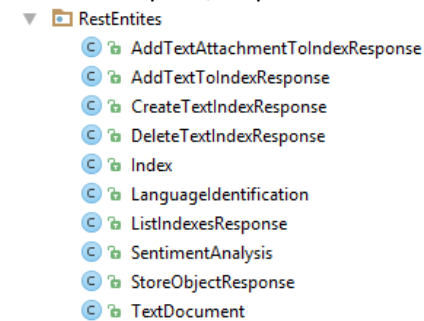 RestEntites
C AddTextAttachmentToIndexResponse
C AddTextToIndexResponse
C CreateTextIndexResponse
C DeleteTextIndexResponse
C Index
C LanguageIdentification
C ListIndexesResponse
C SentimentAnalysis
C StoreObjectResponse
C TextDocument